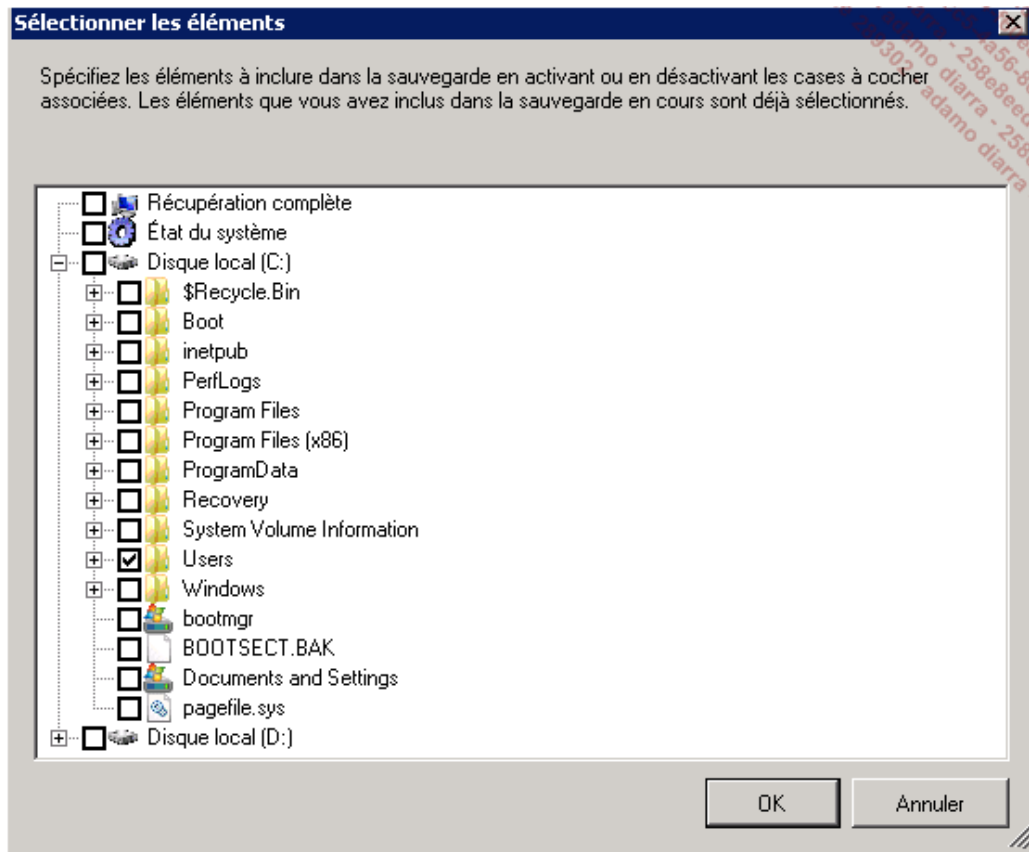 Sélectionner les éléments
Spécifiez les éléments à inclure dans la sauvegarde en activant ou en désactivant les cases à cocher
associées. Les éléments que vous avez inclus dans la sauvegarde en cours sont déjà sélectionnés.
Récupération complète
État du système
Disque local (C:)
$Recycle.Bin
Boot
inetpub
PerfLogs
Program Files
Program Files (x86)
ProgramData
Recovery
System Volume Information
Users
Windows
bootmgr
BOOTSECT.BAK
Documents and Settings
pagefile.sys
Disque local (D:)
OK
Annuler
adamo diarra